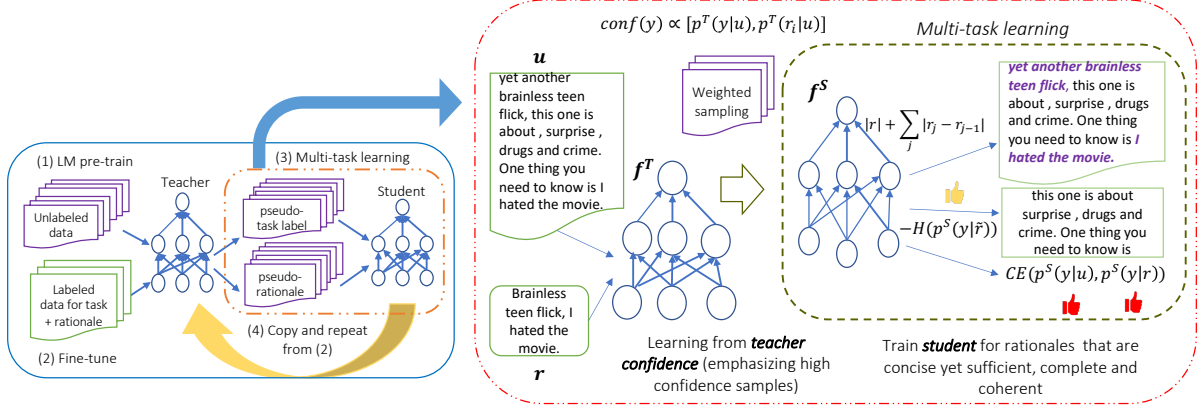 (1) LM pre-train
Teacher
Unlabeled
data
Labeled
data for task
+ rationale
(2) Fine-tune
(3) Multi-task learning
Student
pseudo-
task label
pseudo-
rationale
(4) Copy and repeat
from (2)
conf(y) ∝ [p^T(y|u), p^T(r_i|u)]
u
yet another
brainless teen
flick, this one is
about , surprise ,
drugs and crime.
One thing you
need to know is I
hated the movie.
Brainless
teen flick, I
hated the
movie.
r
Weighted
sampling
f^T
Learning from teacher
confidence (emphasizing high
confidence samples)
Multi-task learning
f^S
|r| + ∑_j |r_j − r_{j−1}|
yet another brainless
teen flick, this one is
about , surprise , drugs
and crime. One thing
you need to know is I
hated the movie.
−H(p^S(y|r̃))
this one is about
surprise , drugs and
crime. One thing you
need to know is
CE(p^S(y|u), p^S(y|r))
Train student for rationales that are
concise yet sufficient, complete and
coherent